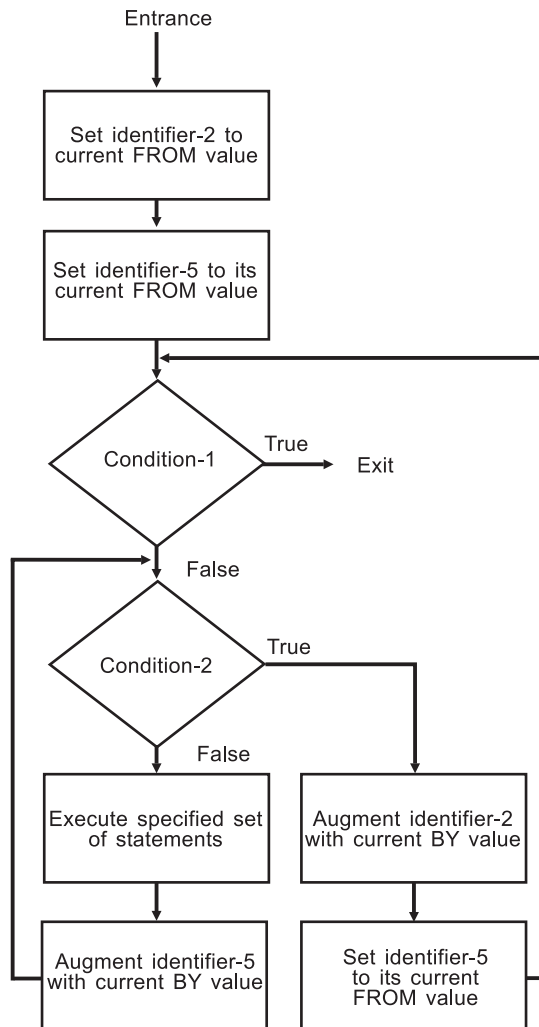 Entrance
Set identifier-2 to
current FROM value
Set identifier-5 to its
current FROM value
Condition-1
True
Exit
False
Condition-2
True
False
Execute specified set
of statements
Augment identifier-2
with current BY value
Augment identifier-5
with current BY value
Set identifier-5
to its current
FROM value